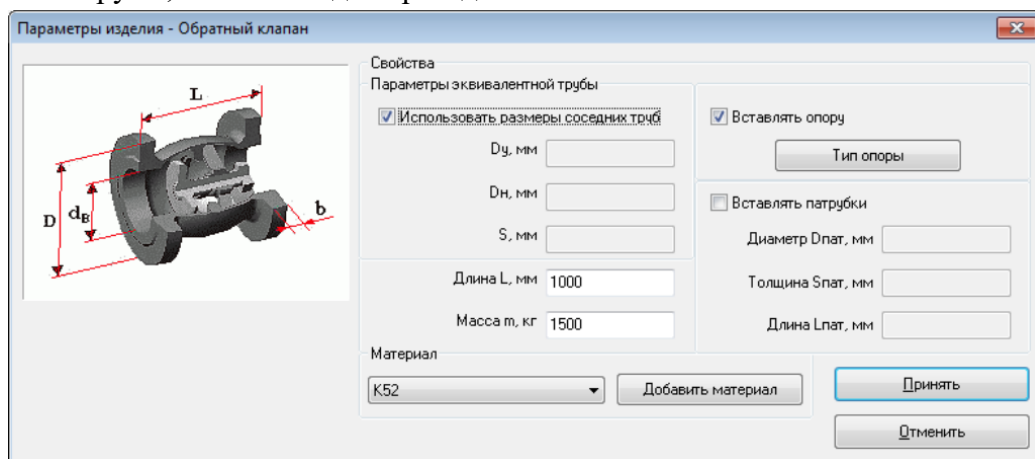 Параметры изделия - Обратный клапан
L
D
dв
b
Свойства
Параметры эквивалентной трубы
Использовать размеры соседних труб
Dу, мм
Dн, мм
S, мм
Длина L, мм 1000
Масса m, кг 1500
Вставлять опору
Тип опоры
Вставлять патрубки
Диаметр Dпат, мм
Толщина Sпат, мм
Длина Lпат, мм
Материал
K52
Добавить материал
Принять
Отменить